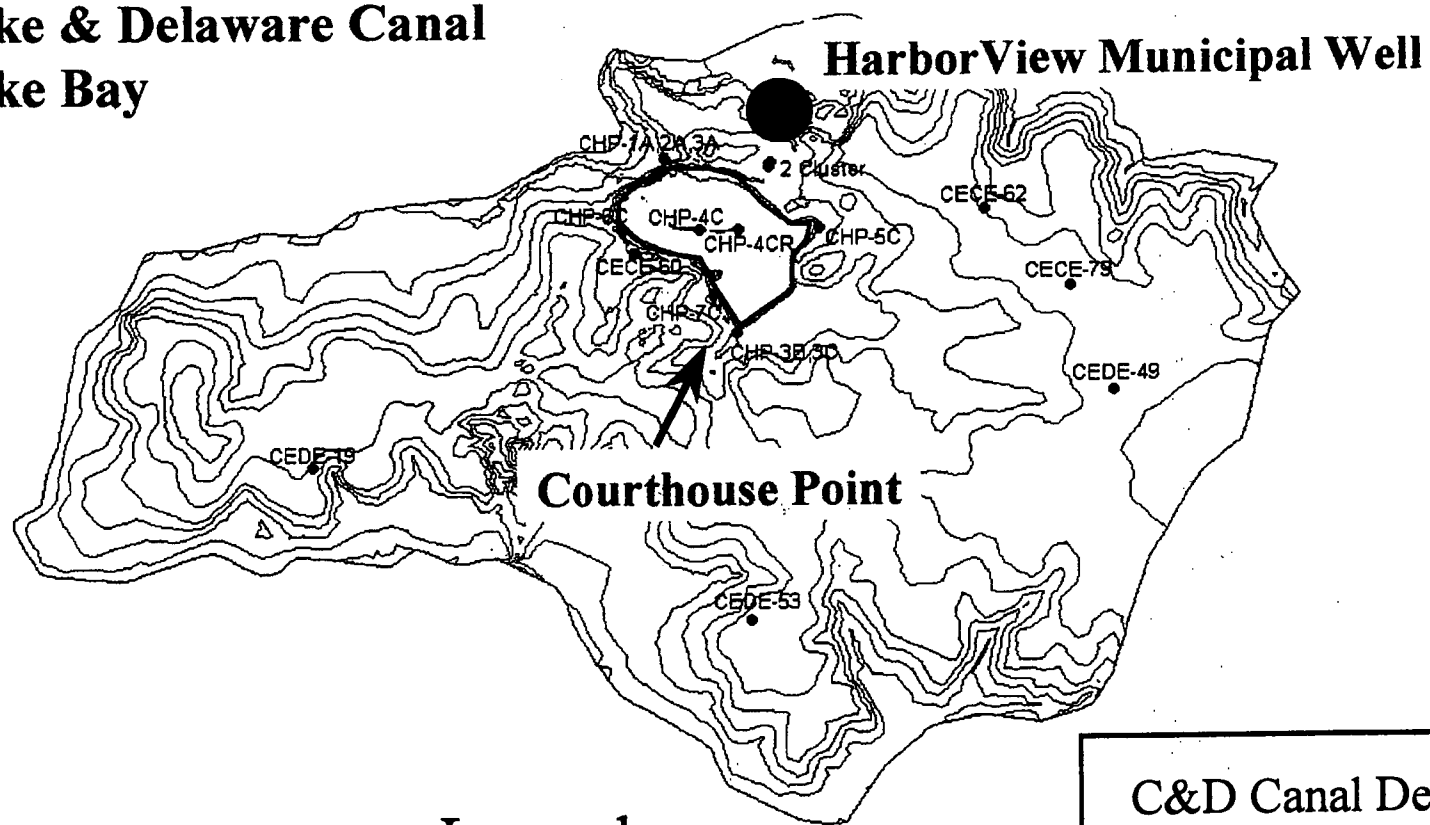 ke & Delaware Canal
ke Bay
HarborView Municipal Well
CHP-1A,2A,3A
2 Cluster
CECE-62
CHP-6C
CHP-4C
CHP-4CR
CHP-5C
CECE-60
CECE-79
CHP-7C
CHP-3B,3C
CEDE-49
CEDE-19
Courthouse Point
CEDE-53
C&D Canal De